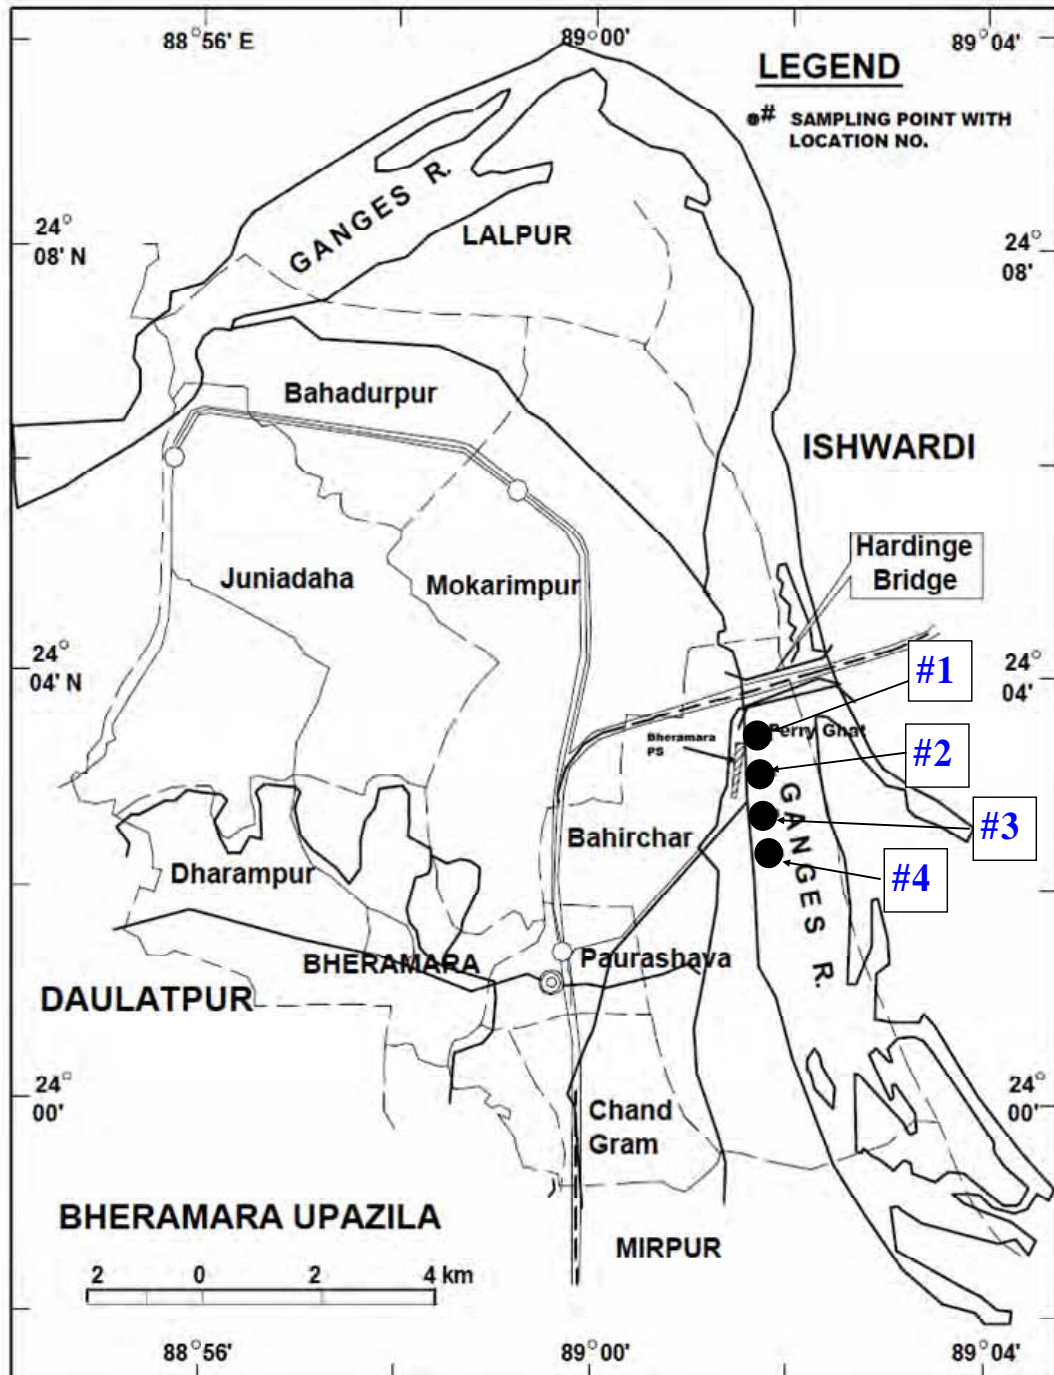 88°56' E
89°00'
89°04'
LEGEND
●# SAMPLING POINT WITH
LOCATION NO.
GANGES R.
LALPUR
24°
08' N
24°
08'
Bahadurpur
ISHWARDI
Hardinge
Bridge
Juniadaha
Mokarimpur
24°
04' N
24°
04'
#1
Bheramara
PS
Ferry Ghat
#2
GANGES R.
#3
Bahirchar
Dharampur
#4
BHERAMARA
Paurashava
DAULATPUR
24°
00'
24°
00'
Chand
Gram
BHERAMARA UPAZILA
MIRPUR
2 0 2 4 km
88°56'
89°00'
89°04'